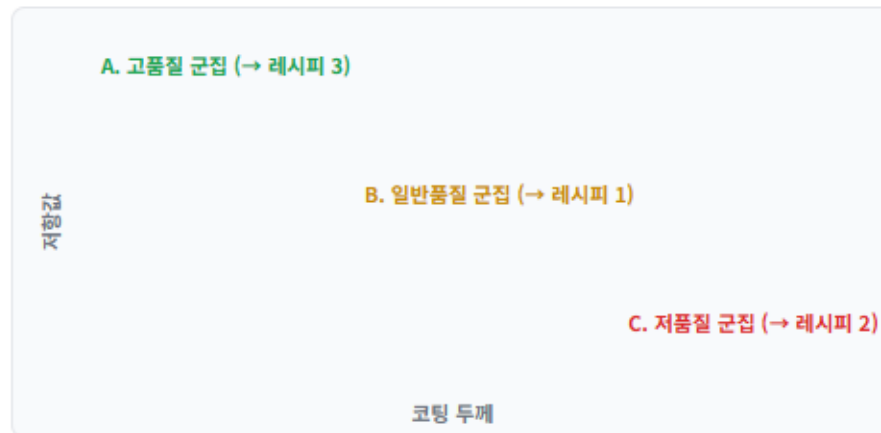 A. 고품질 군집 (→ 레시피 3)
B. 일반품질 군집 (→ 레시피 1)
저항값
C. 저품질 군집 (→ 레시피 2)
코팅 두께